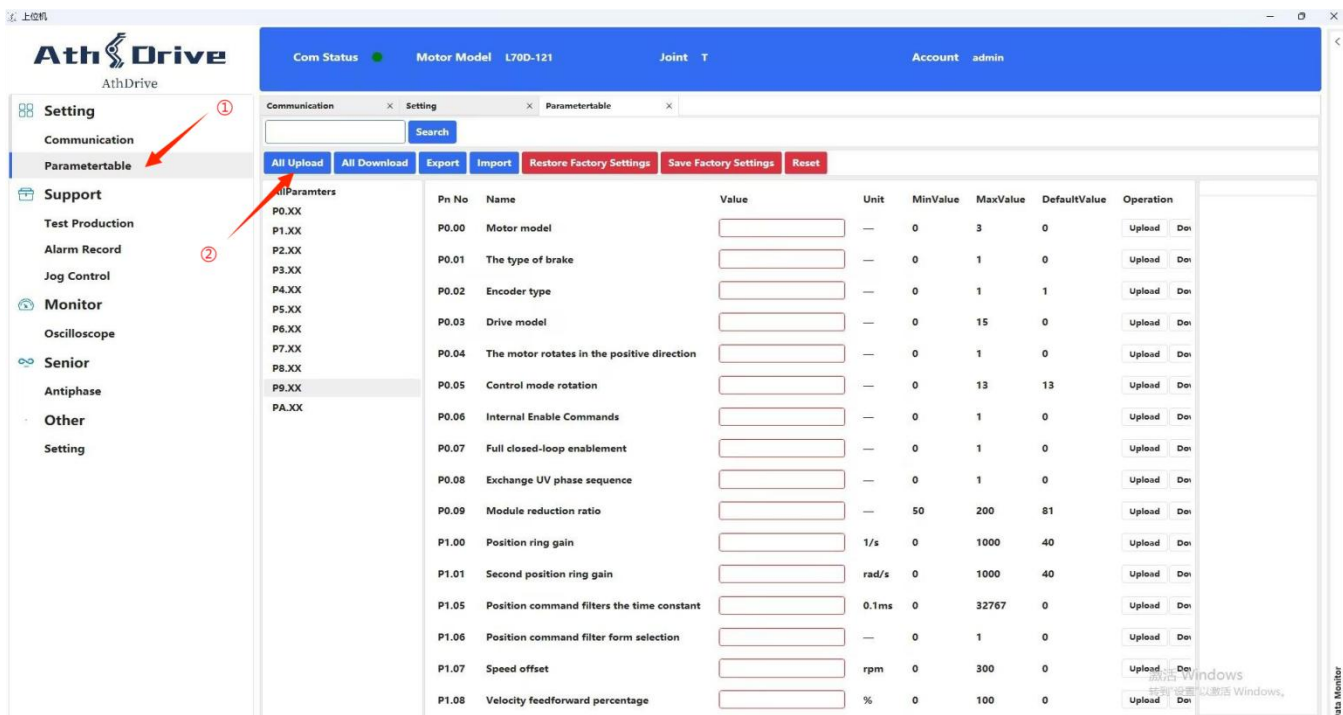 上位机
Ath Drive
AthDrive
Com Status Motor Model L70D-121 Joint T Account admin
Setting
Communication
Parametertable
Support
Test Production
Alarm Record
Jog Control
Monitor
Oscilloscope
Senior
Antiphase
Other
Setting
①
②
Communication × Setting × Parametertable ×
Search
All Upload All Download Export Import Restore Factory Settings Save Factory Settings Reset
P0.XX
P1.XX
P2.XX
P3.XX
P4.XX
P5.XX
P6.XX
P7.XX
P8.XX
P9.XX
PA.XX
Pn No Name Value Unit MinValue MaxValue DefaultValue Operation
P0.00 Motor model — 0 3 0 Upload
P0.01 The type of brake — 0 1 0 Upload
P0.02 Encoder type — 0 1 1 Upload
P0.03 Drive model — 0 15 0 Upload
P0.04 The motor rotates in the positive direction — 0 1 0 Upload
P0.05 Control mode rotation — 0 13 13 Upload
P0.06 Internal Enable Commands — 0 1 0 Upload
P0.07 Full closed-loop enablement — 0 1 0 Upload
P0.08 Exchange UV phase sequence — 0 1 0 Upload
P0.09 Module reduction ratio — 50 200 81 Upload
P1.00 Position ring gain 1/s 0 1000 40 Upload
P1.01 Second position ring gain rad/s 0 1000 40 Upload
P1.05 Position command filters the time constant 0.1ms 0 32767 0 Upload
P1.06 Position command filter form selection — 0 1 0 Upload
P1.07 Speed offset rpm 0 300 0 Upload
P1.08 Velocity feedforward percentage % 0 100 0 Upload
激活 Windows
转到"设置"以激活 Windows。
Monitor